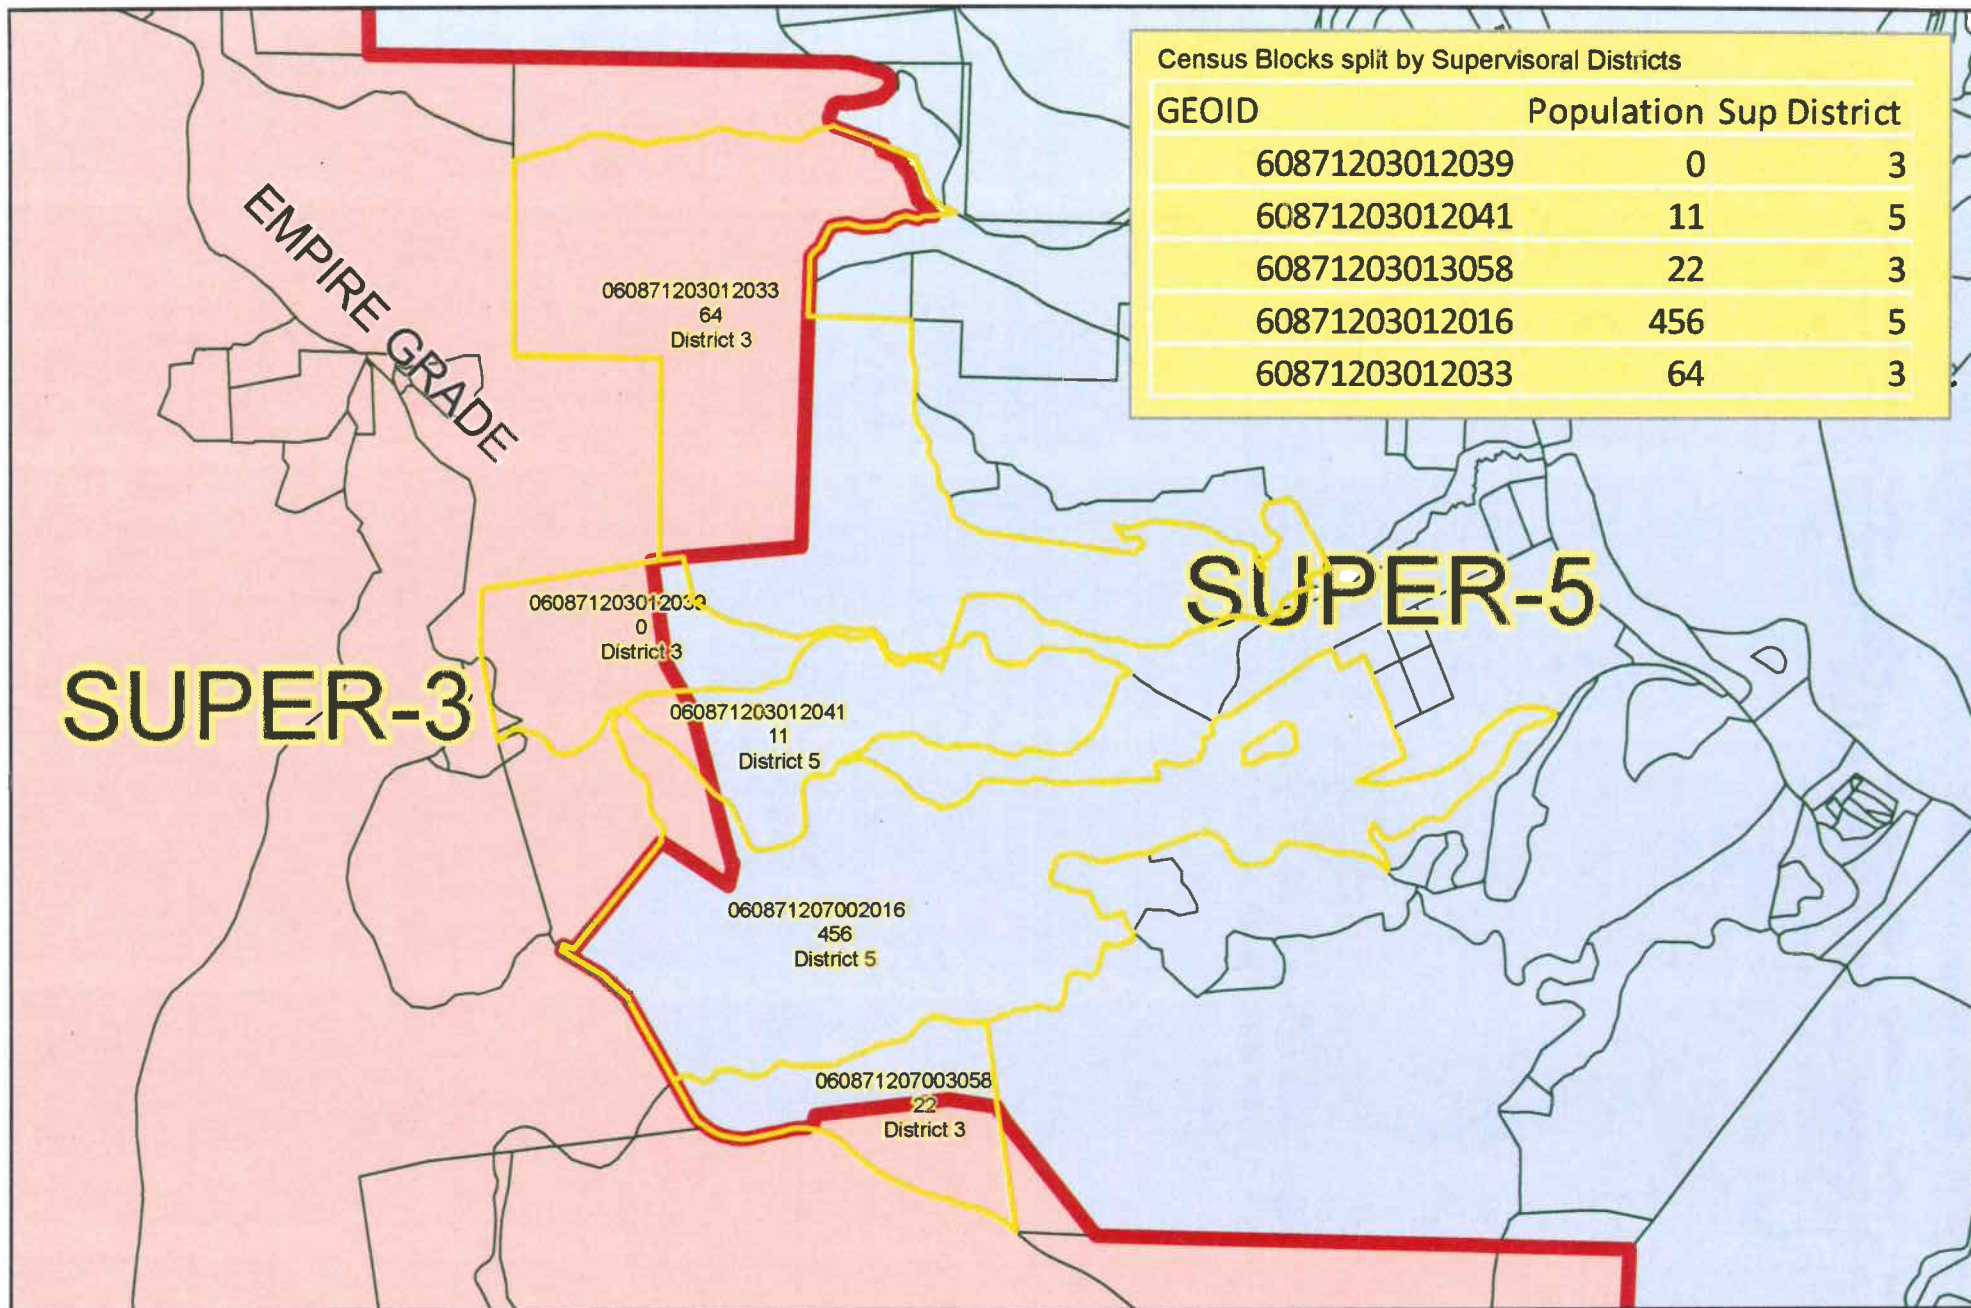 Census Blocks split by Supervisoral Districts
GEOID Population Sup District
60871203012039 0 3
60871203012041 11 5
60871203013058 22 3
60871203012016 456 5
60871203012033 64 3
EMPIRE GRADE
060871203012033
64
District 3
SUPER-5
060871203012039
0
District 3
SUPER-3
060871203012041
11
District 5
060871207002016
456
District 5
060871207003058
22
District 3